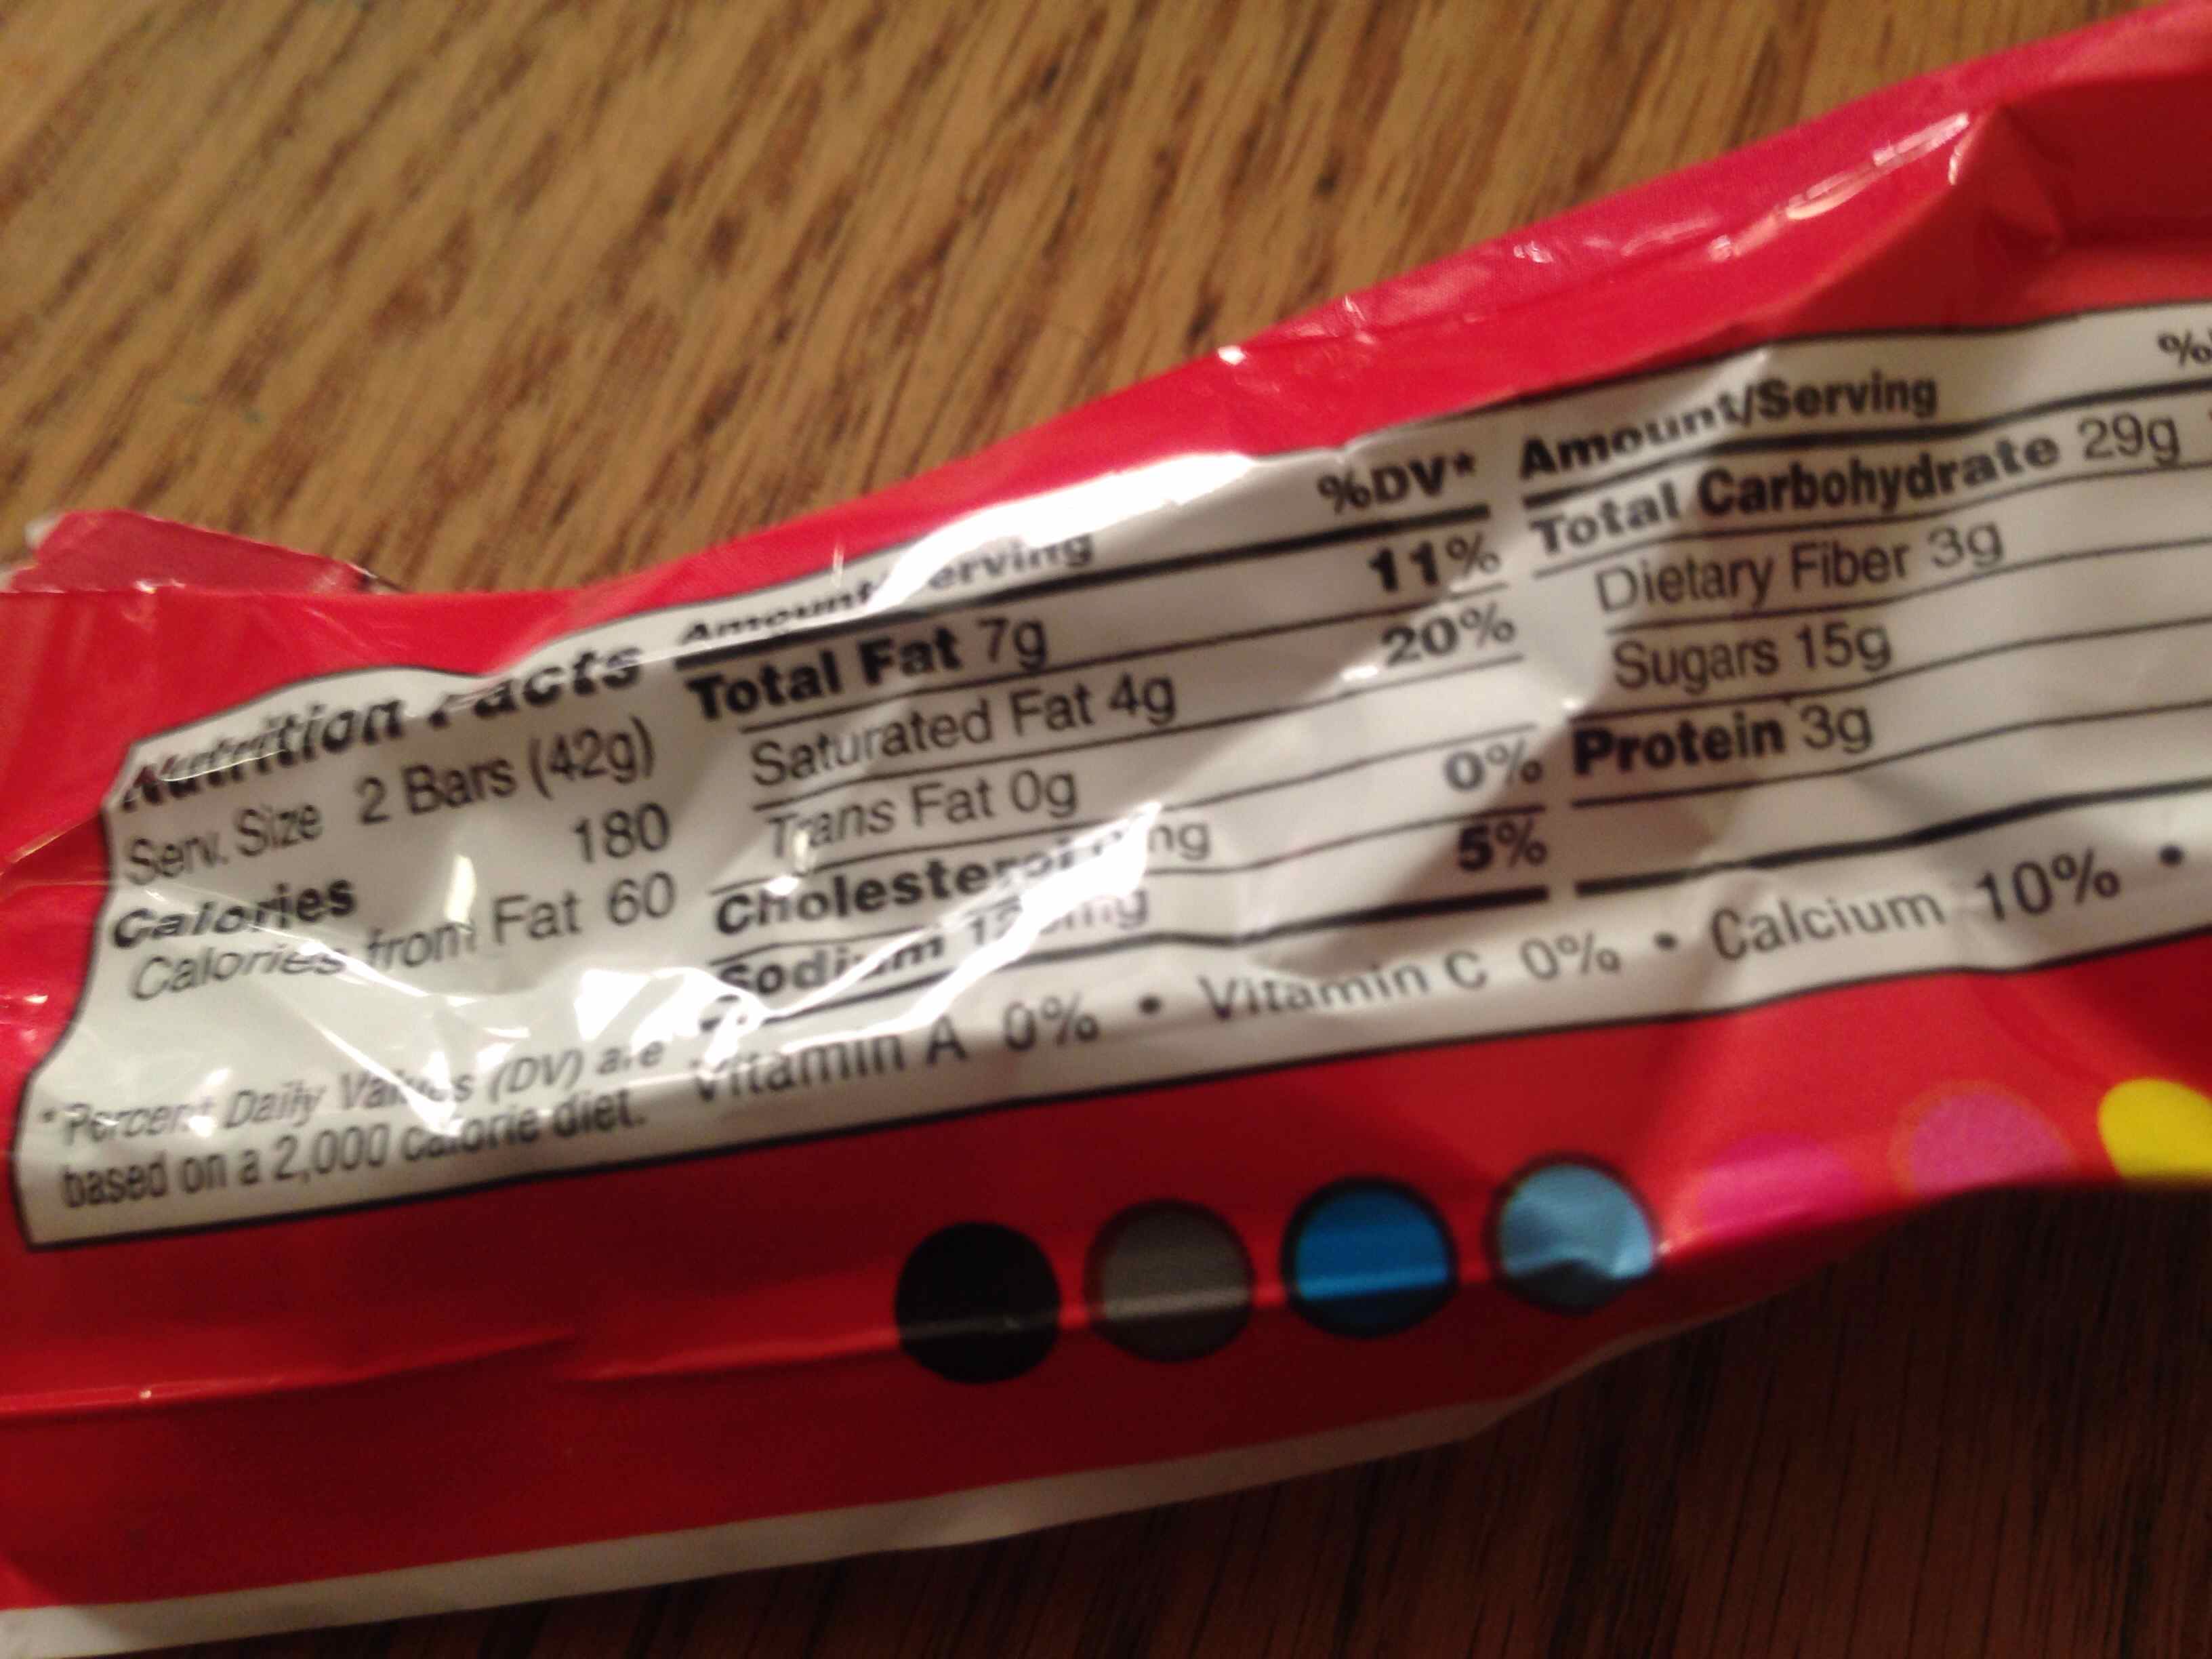 Nutrition Facts
Serv. Size 2 Bars (42g)
Calories 180
Calories from Fat 60
*Percent Daily Values (DV) are
based on a 2,000 calorie diet.
Amount/Serving %DV*
Total Fat 7g 11%
Saturated Fat 4g 20%
Trans Fat 0g
Cholesterol 0%
Sodium 5%
Amount/Serving
Total Carbohydrate 29g
Dietary Fiber 3g
Sugars 15g
Protein 3g
Vitamin A 0% • Vitamin C 0% • Calcium 10% •